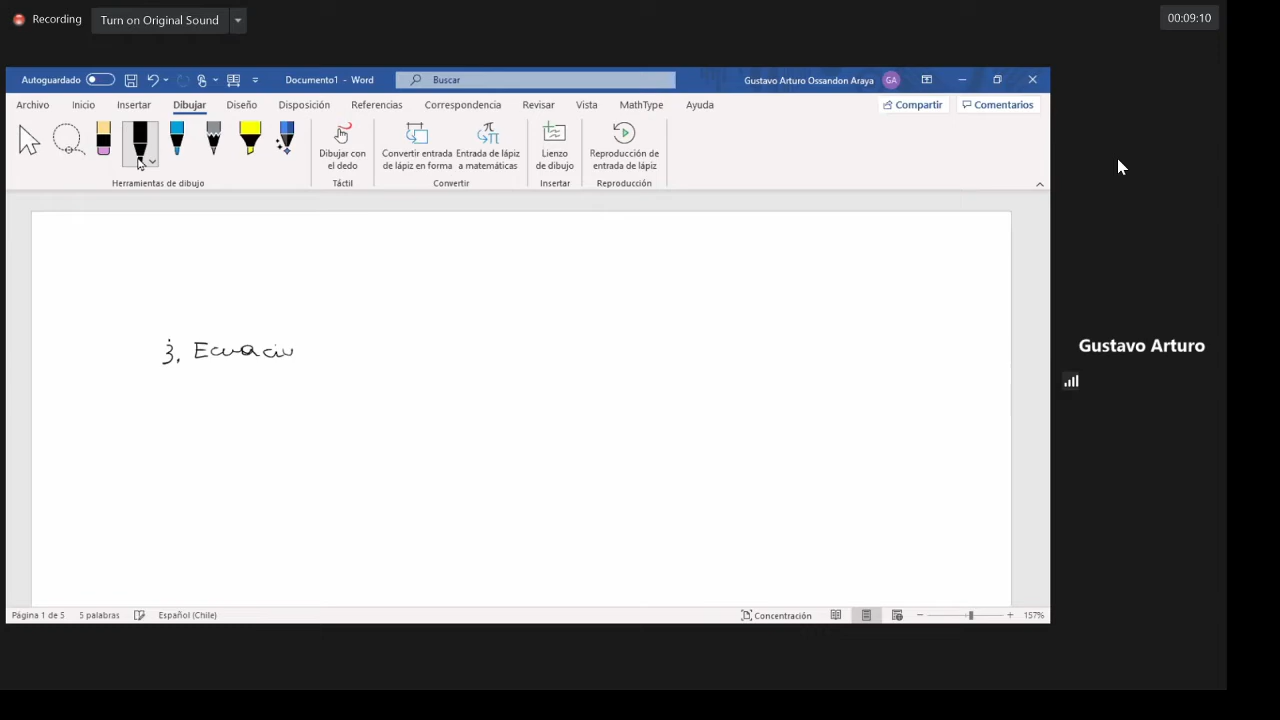 Recording
Turn on Original Sound
00:09:10
Autoguardado
Documento1 - Word
Buscar
Gustavo Arturo Ossandon Araya
GA
Archivo Inicio Insertar Dibujar Diseño Disposición Referencias Correspondencia Revisar Vista MathType Ayuda
Compartir
Comentarios
Dibujar con
el dedo
Convertir entrada
de lápiz en forma
Entrada de lápiz
a matemáticas
Lienzo
de dibujo
Reproducción de
entrada de lápiz
Herramientas de dibujo
Táctil
Convertir
Insertar
Reproducción
3. Ecuaciu
Gustavo Arturo
Página 1 de 5
5 palabras
Español (Chile)
Concentración
157%